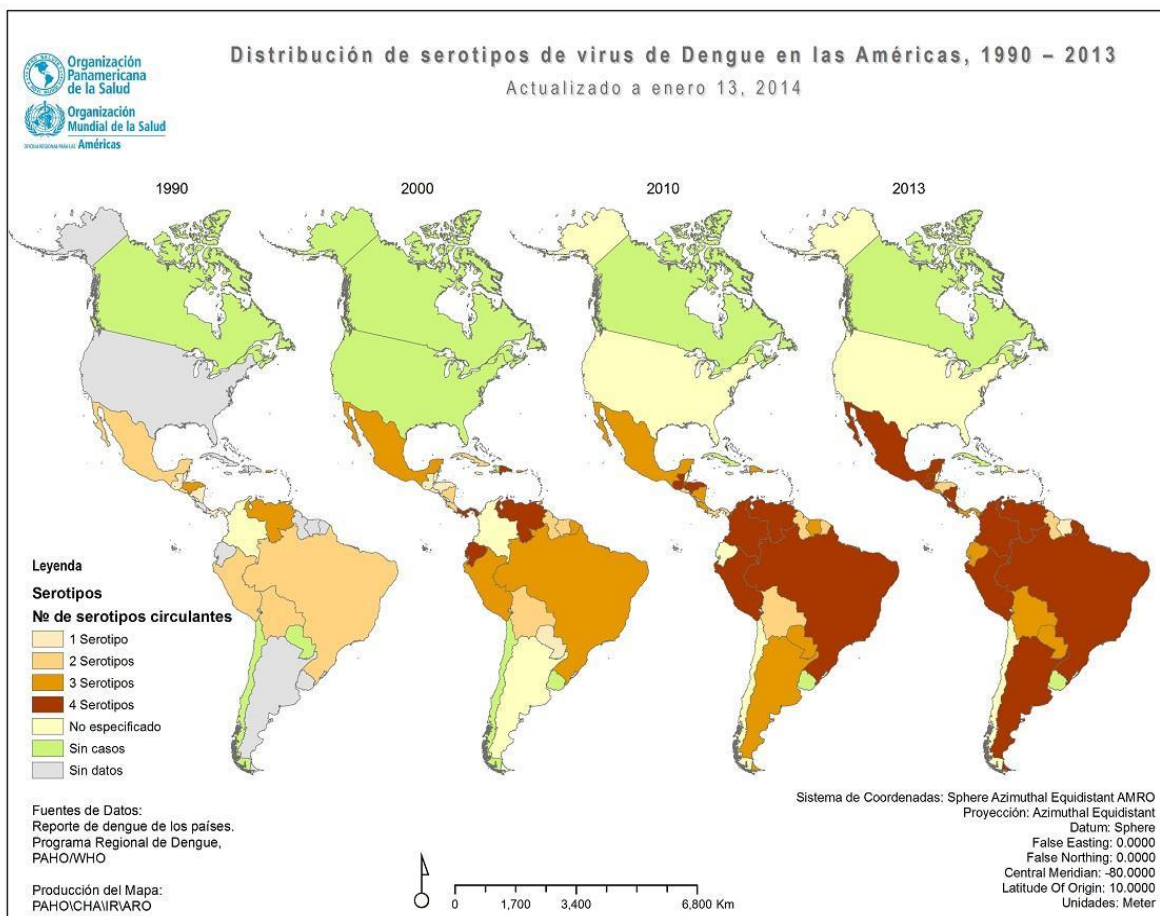 Organización
Panamericana
de la Salud
Organización
Mundial de la Salud
OFICINA REGIONAL PARA LAS Américas
Distribución de serotipos de virus de Dengue en las Américas, 1990 – 2013
Actualizado a enero 13, 2014
1990
2000
2010
2013
Leyenda
Serotipos
№ de serotipos circulantes
1 Serotipo
2 Serotipos
3 Serotipos
4 Serotipos
No especificado
Sin casos
Sin datos
Fuentes de Datos:
Reporte de dengue de los países.
Programa Regional de Dengue,
PAHO/WHO
Producción del Mapa:
PAHO\CHA\IR\ARO
0 1,700 3,400 6,800 Km
Sistema de Coordenadas: Sphere Azimuthal Equidistant AMRO
Proyección: Azimuthal Equidistant
Datum: Sphere
False Easting: 0.0000
False Northing: 0.0000
Central Meridian: -80.0000
Latitude Of Origin: 10.0000
Unidades: Meter